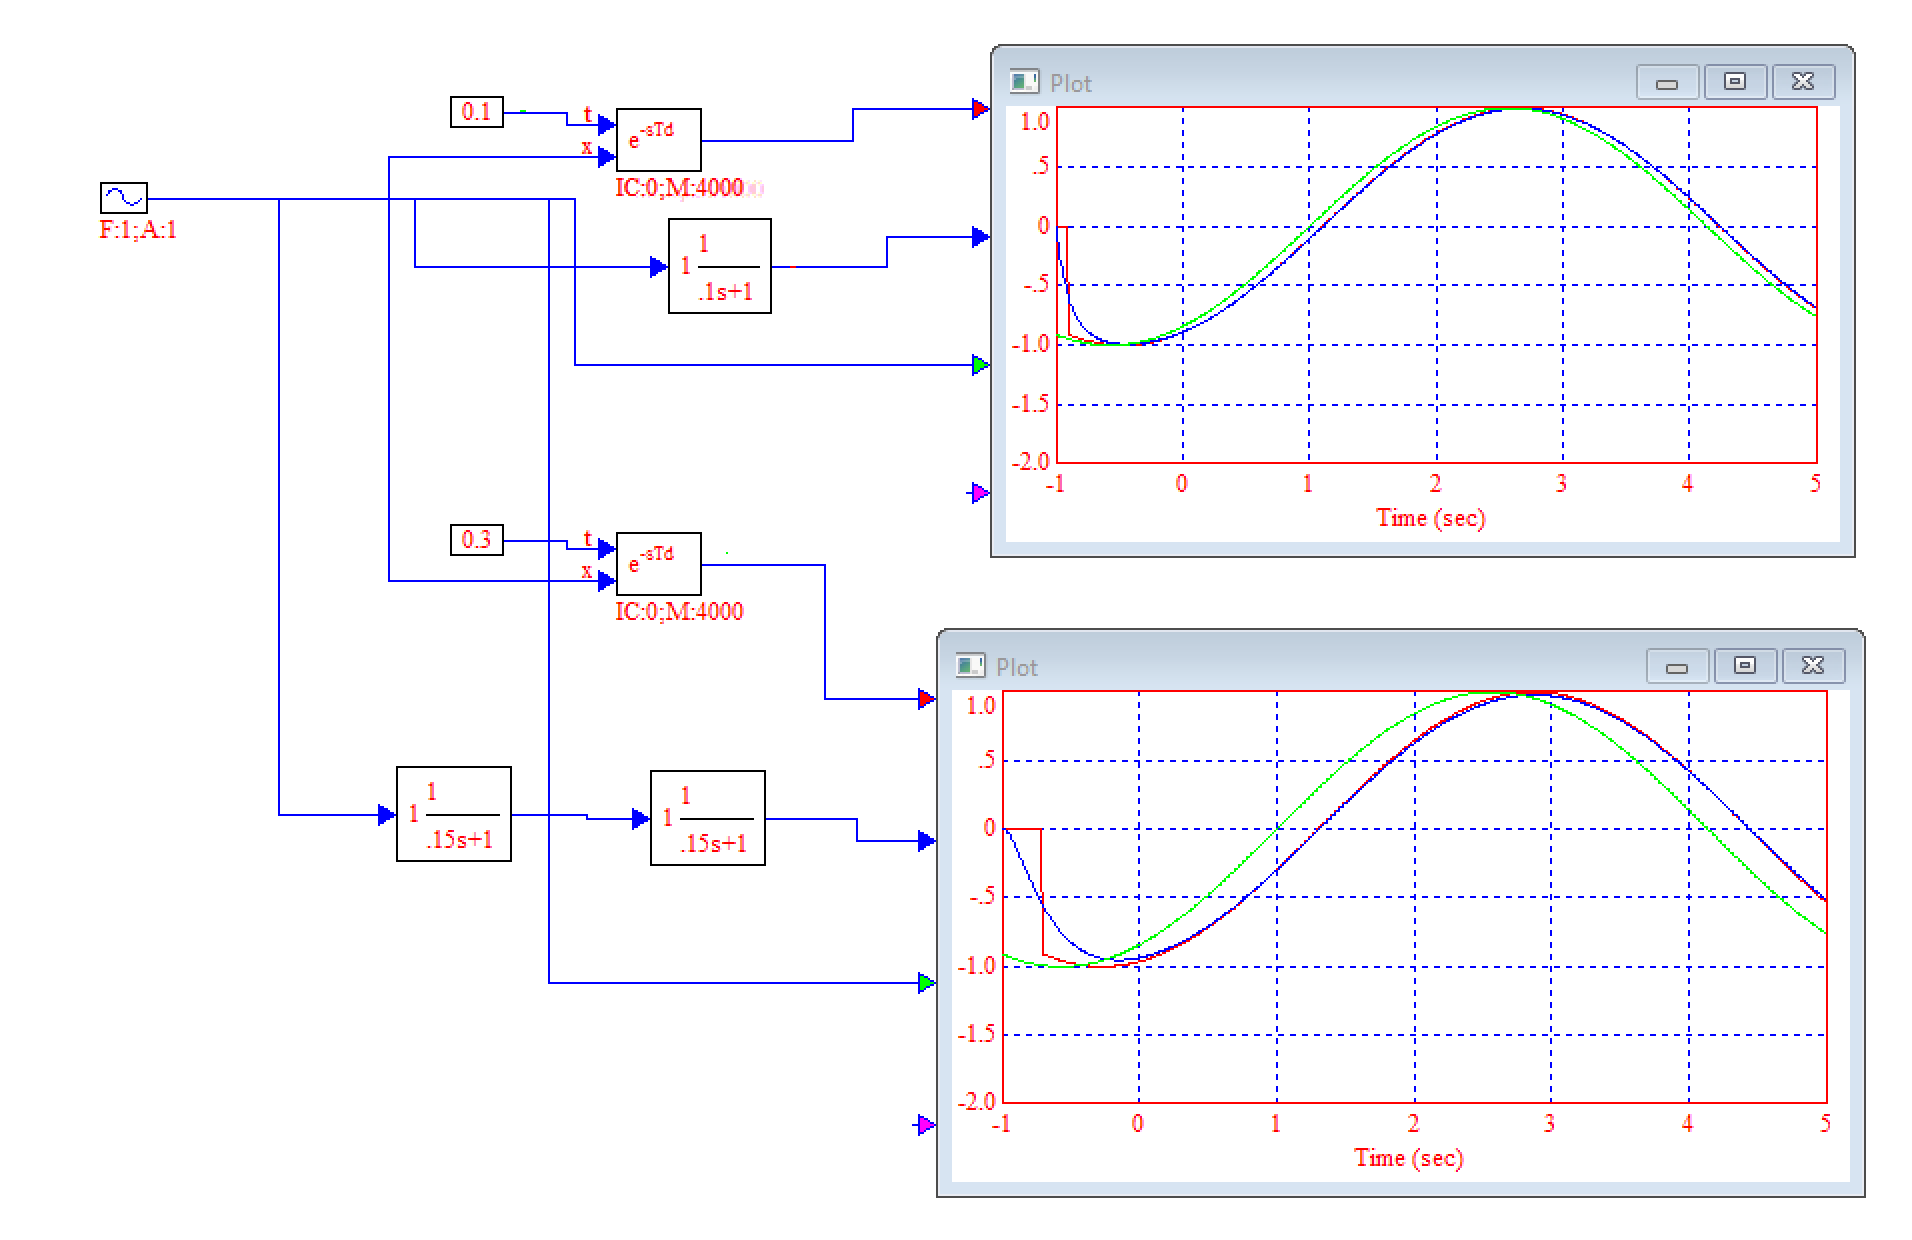 0.1
t
x
e^-sTd
IC:0;M:4000
F:1;A:1
1
1
.1s+1
Plot
1.0
.5
0
-.5
-1.0
-1.5
-2.0
-1 0 1 2 3 4 5
Time (sec)
0.3
t
x
e^-sTd
IC:0;M:4000
1
1
.15s+1
1
1
.15s+1
Plot
1.0
.5
0
-.5
-1.0
-1.5
-2.0
-1 0 1 2 3 4 5
Time (sec)